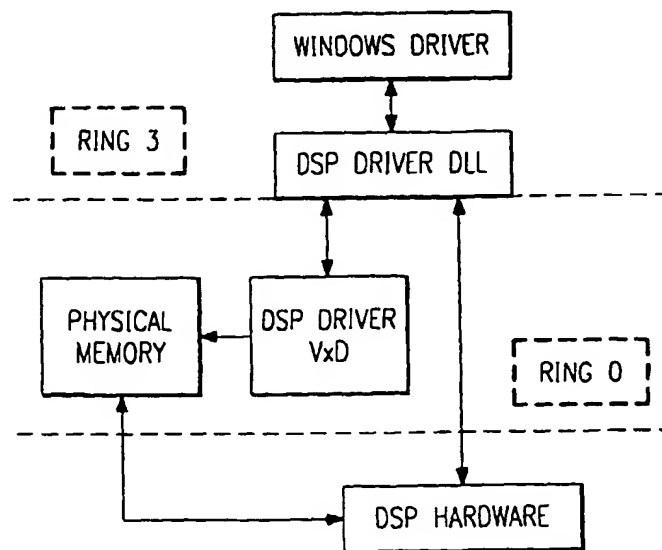 WINDOWS DRIVER
RING 3
DSP DRIVER DLL
PHYSICAL
MEMORY
DSP DRIVER
VxD
RING 0
DSP HARDWARE